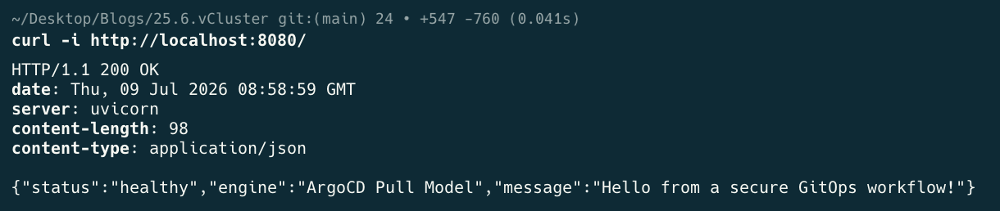 ~/Desktop/Blogs/25.6.vCluster git:(main) 24 • +547 -760 (0.041s)
curl -i http://localhost:8080/
HTTP/1.1 200 OK
date: Thu, 09 Jul 2026 08:58:59 GMT
server: uvicorn
content-length: 98
content-type: application/json
{"status":"healthy","engine":"ArgoCD Pull Model","message":"Hello from a secure GitOps workflow!"}